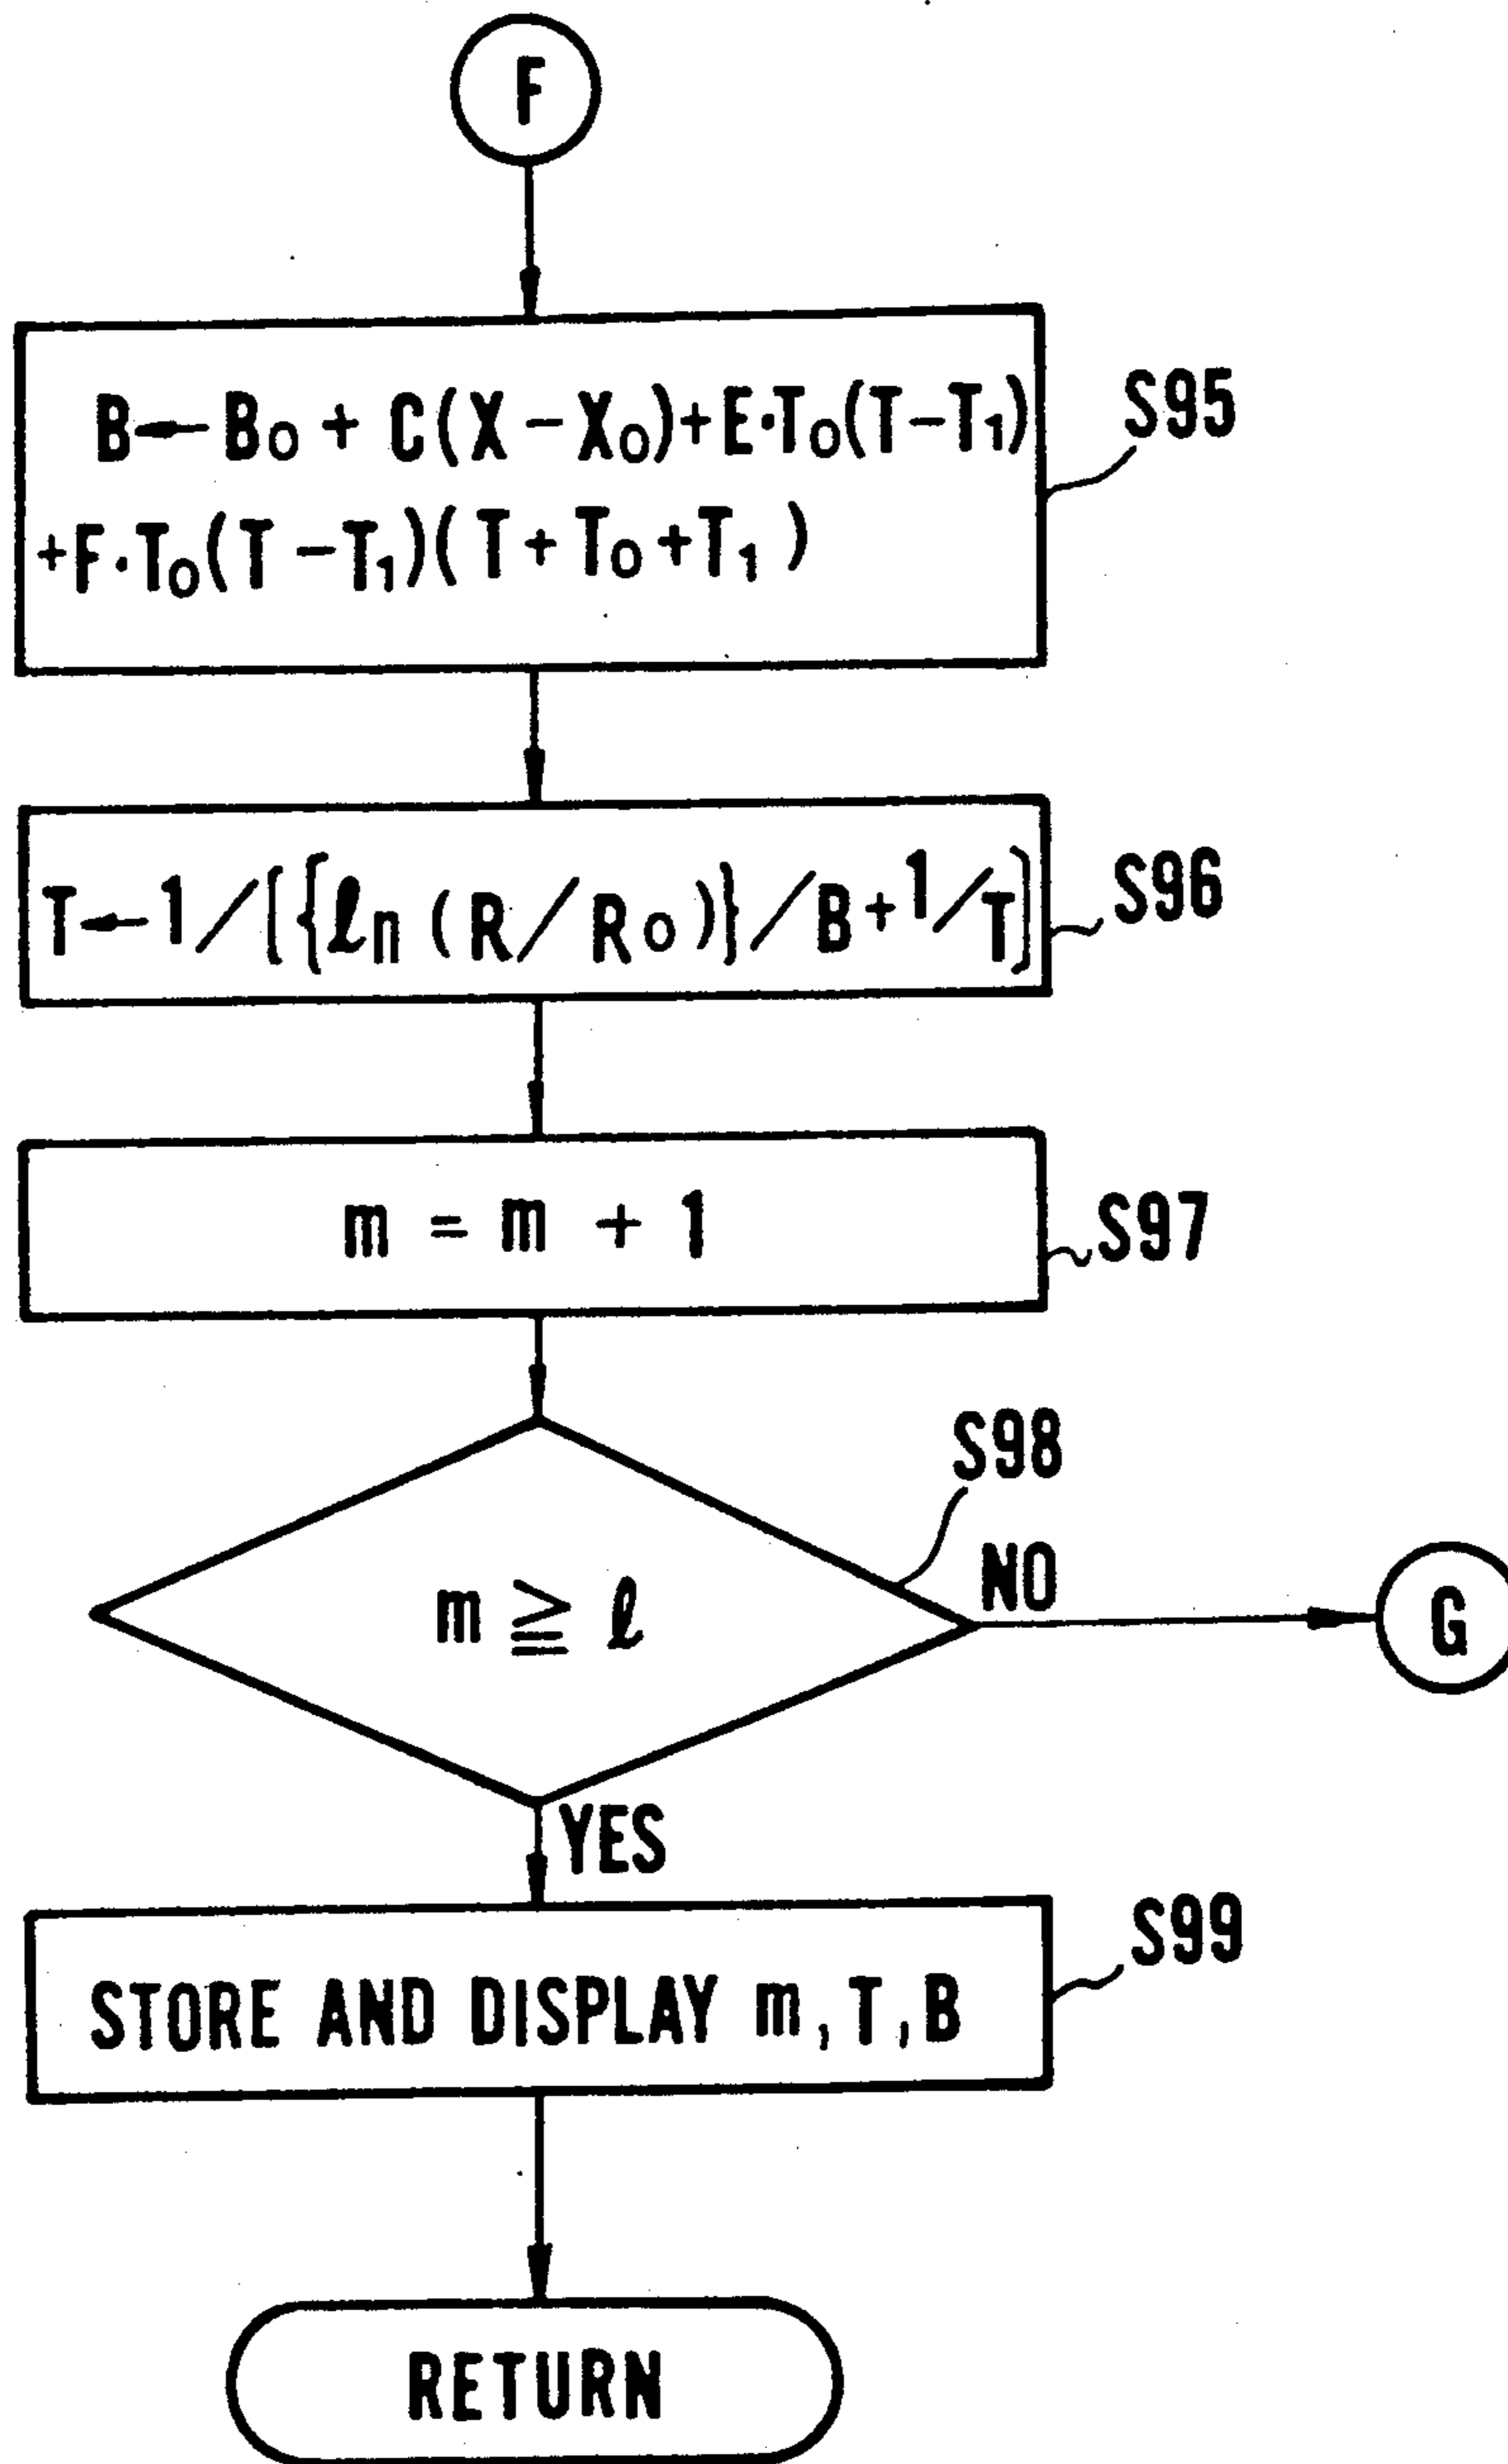 F
B←B₀+C(X−X₀)+E·T₀(T−T₁)
+F·T₀(T−T₁)(T+T₀+T₁)
S95
T←1/[{ℓn(R/R₀)}/B+1/T]
S96
m = m + 1
S97
S98
m ≧ ℓ
NO
G
YES
STORE AND DISPLAY m, T, B
S99
RETURN